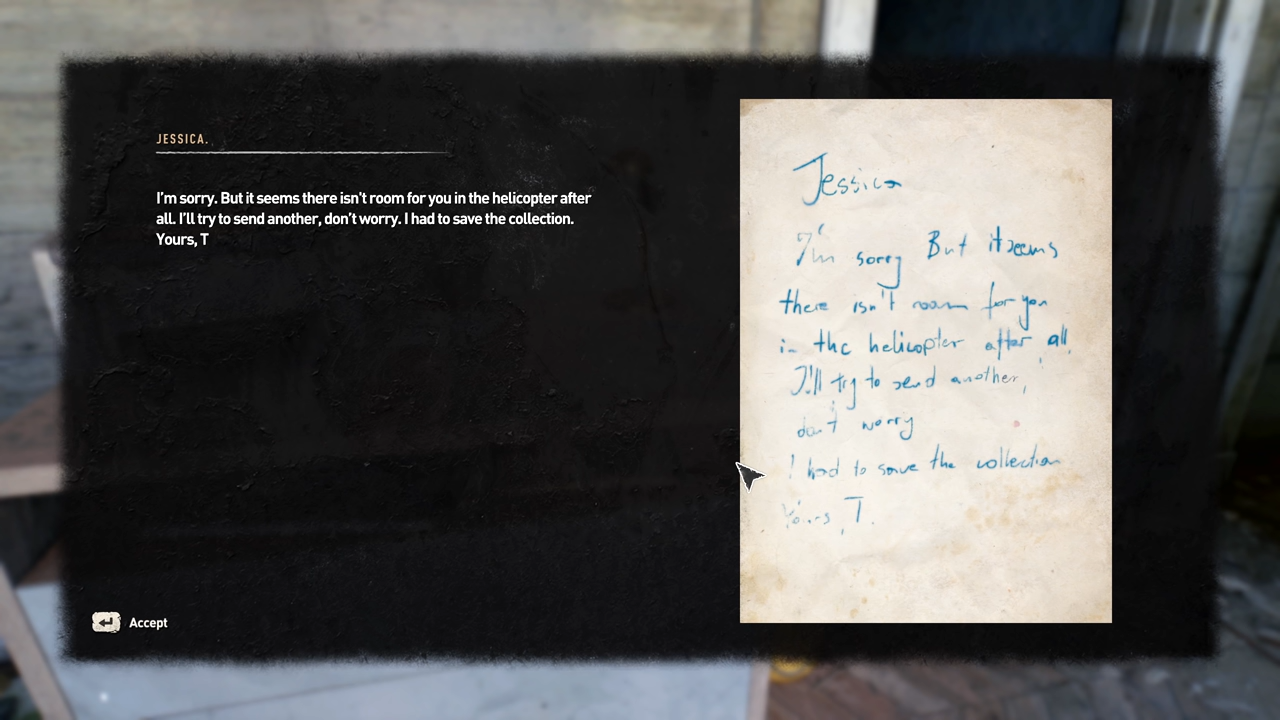 JESSICA.
I'm sorry. But it seems there isn't room for you in the helicopter after
all. I'll try to send another, don't worry. I had to save the collection.
Yours, T
Accept
Jessica
I'm sorry But it seems
there isn't room for you
in the helicopter after all.
I'll try to send another,
don't worry
I had to save the collection
Yours, T.